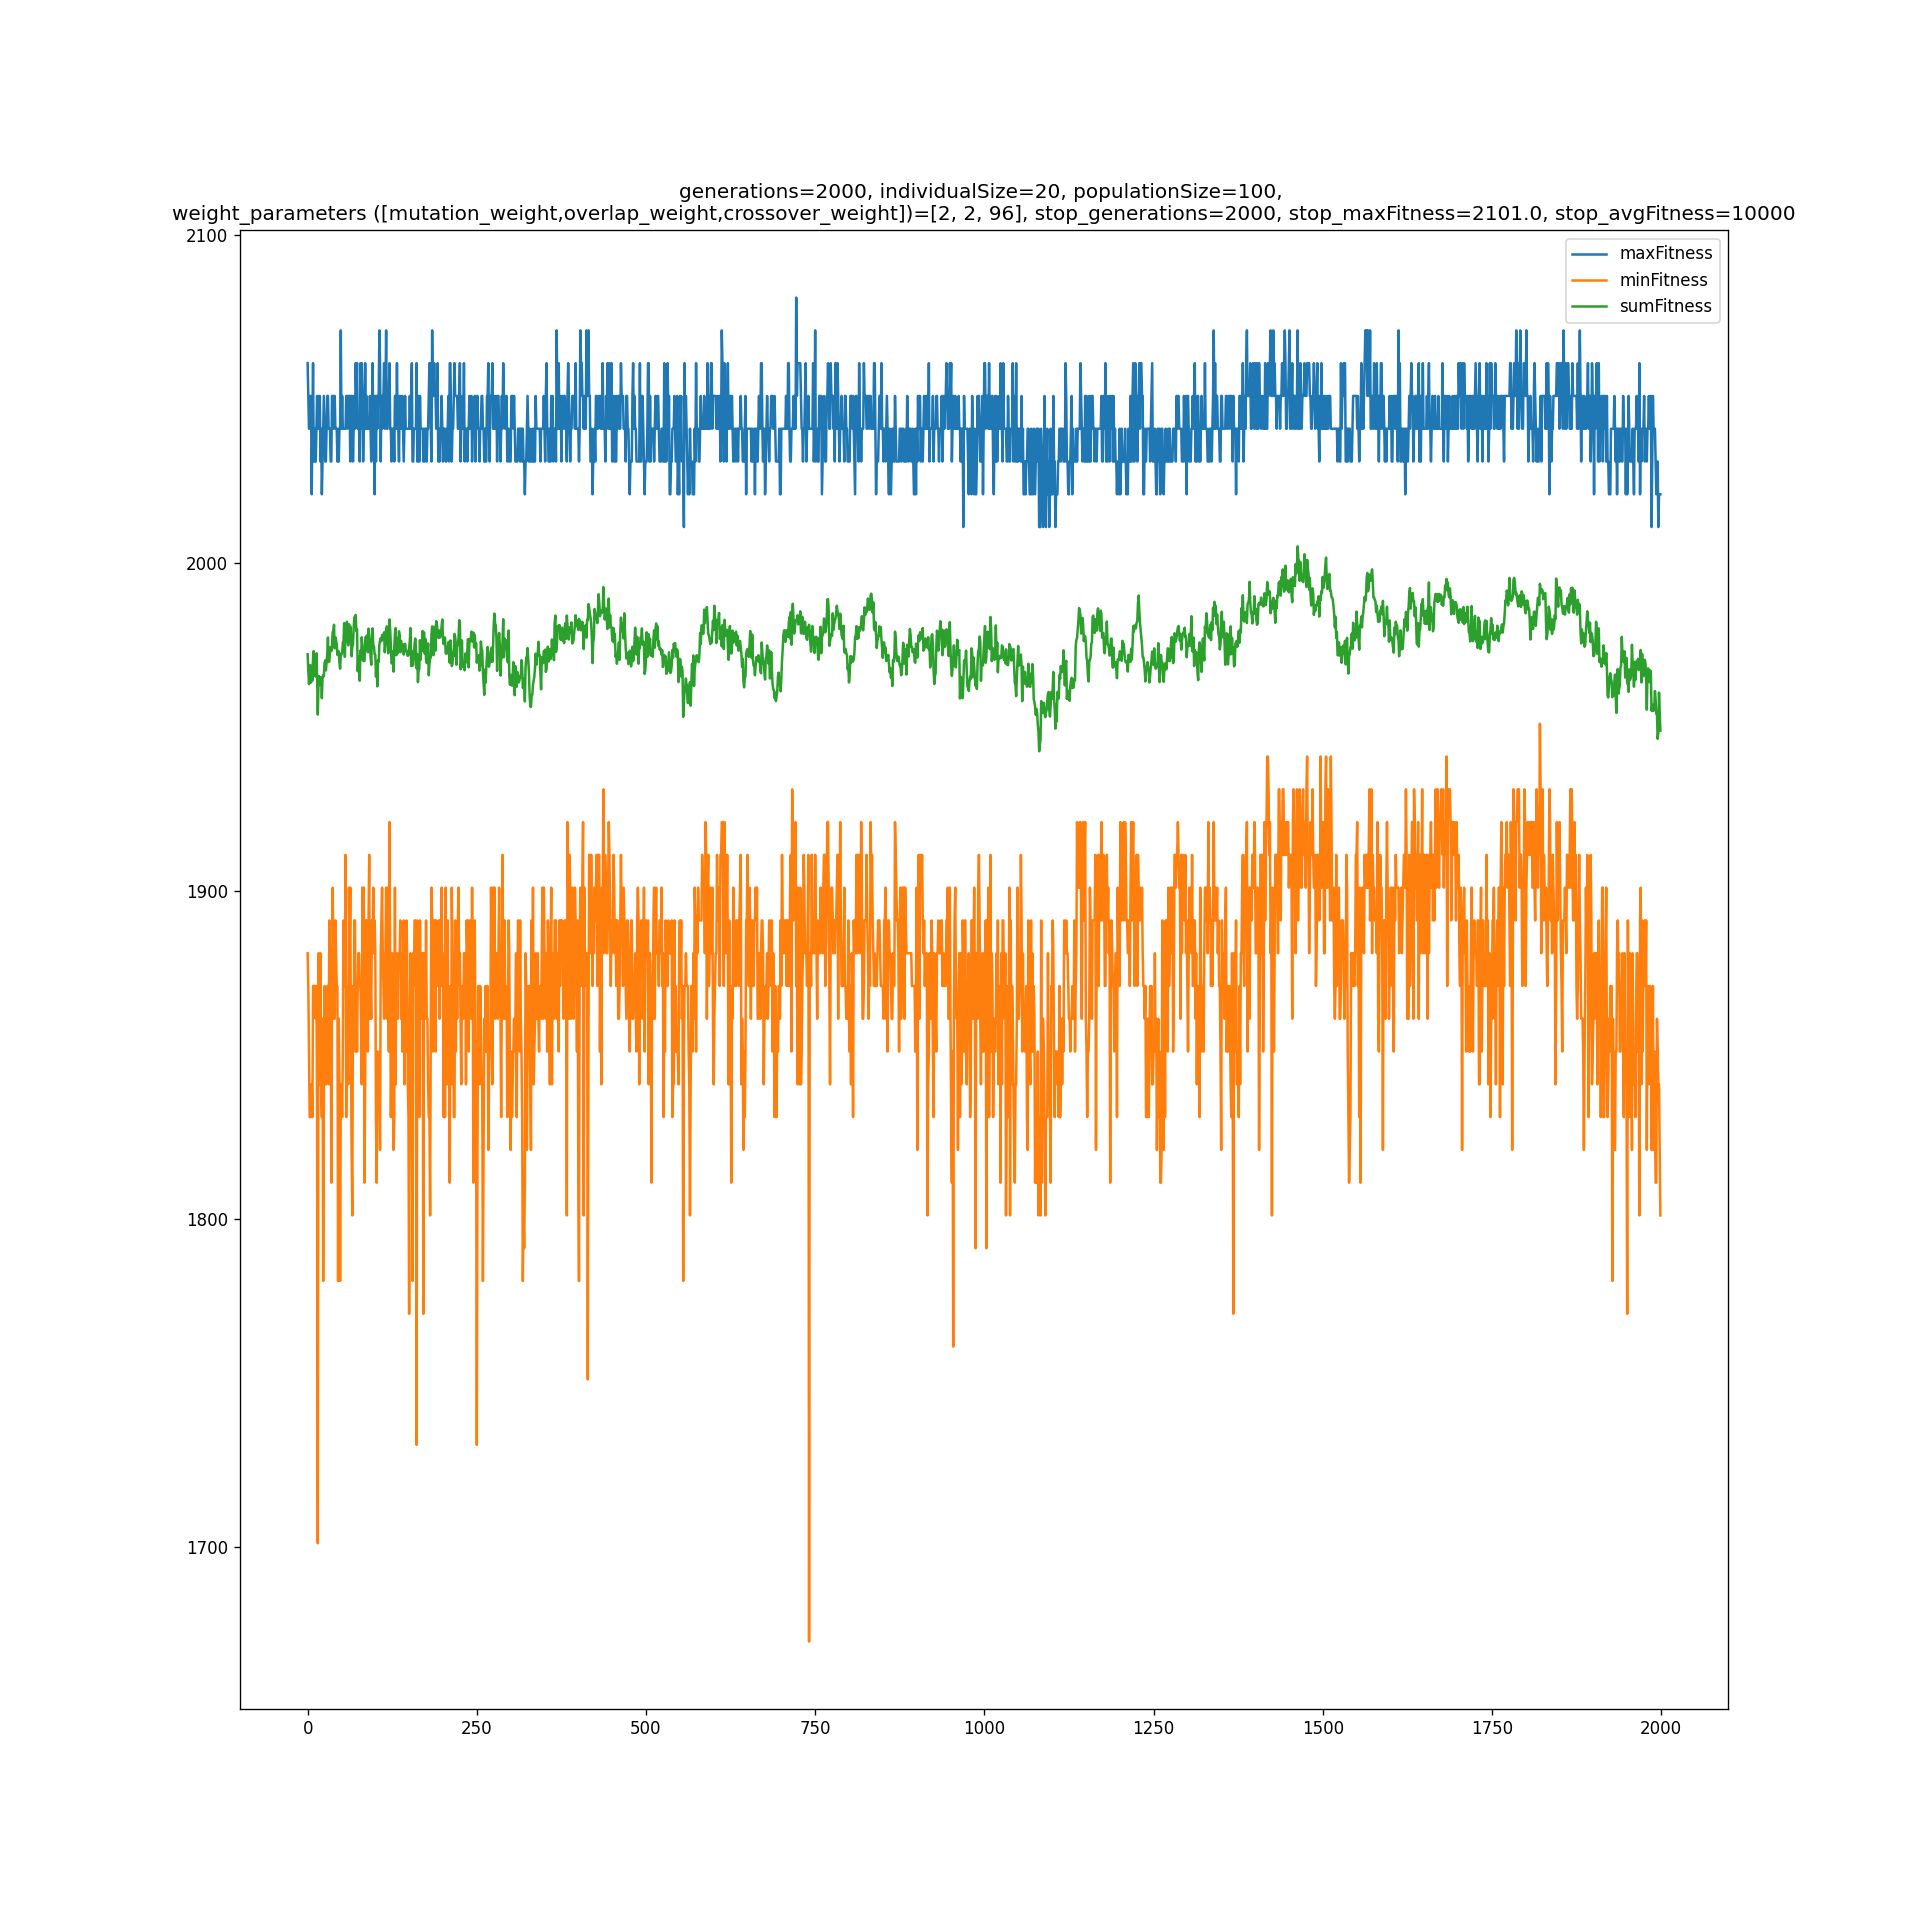 generations=2000, individualSize=20, populationSize=100,
weight_parameters ([mutation_weight,overlap_weight,crossover_weight])=[2, 2, 96], stop_generations=2000, stop_maxFitness=2101.0, stop_avgFitness=10000
maxFitness
minFitness
sumFitness
2100
2000
1900
1800
1700
0 250 500 750 1000 1250 1500 1750 2000